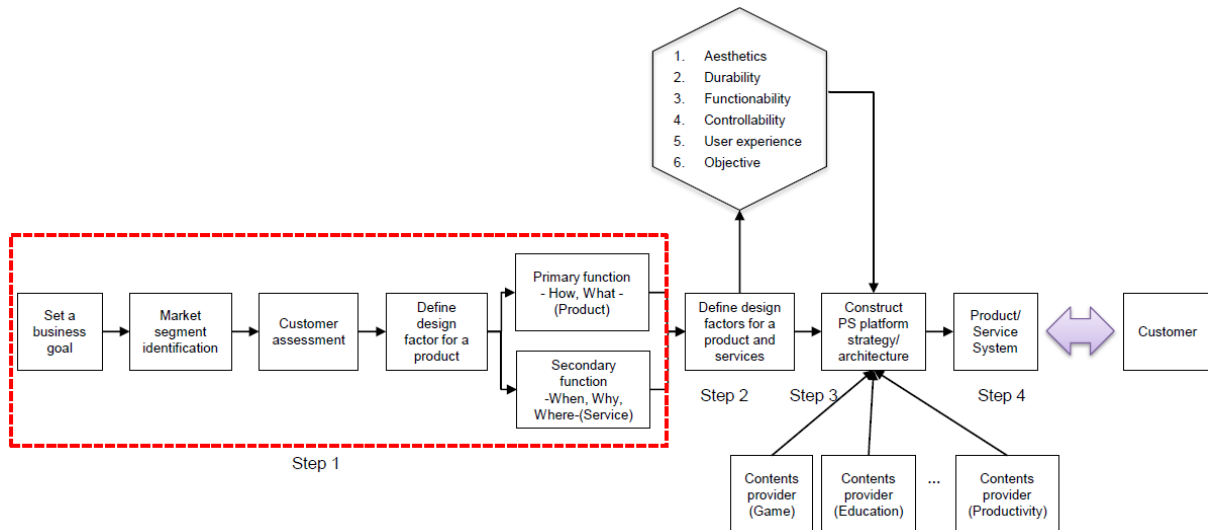 1. Aesthetics
2. Durability
3. Functionability
4. Controllability
5. User experience
6. Objective
Set a
business
goal
Market
segment
identification
Customer
assessment
Define
design
factor for a
product
Primary function
- How, What -
(Product)
Secondary
function
-When, Why,
Where-(Service)
Step 1
Define design
factors for a
product and
services
Step 2
Construct
PS platform
strategy/
architecture
Step 3
Product/
Service
System
Step 4
Customer
Contents
provider
(Game)
Contents
provider
(Education)
...
Contents
provider
(Productivity)